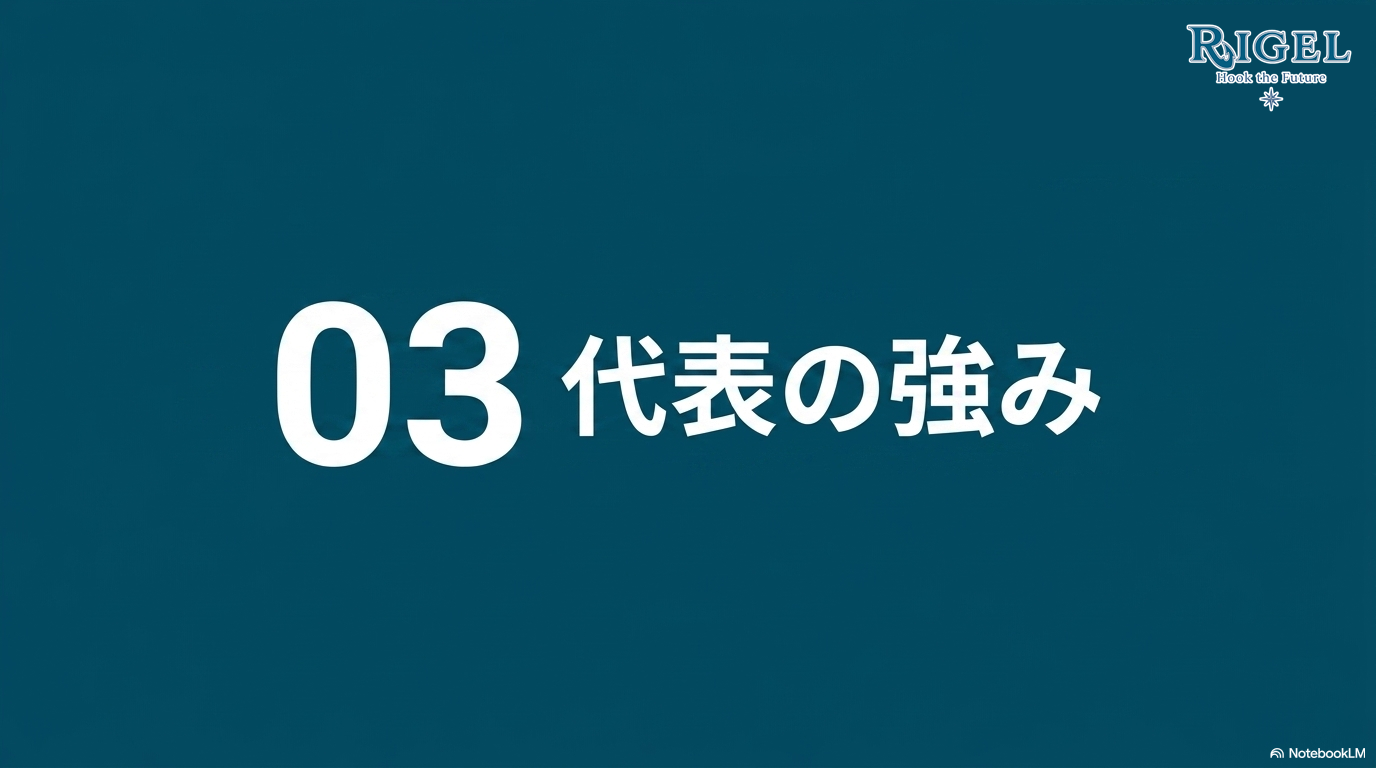 RIGEL
Hook the Future
03 代表の強み
NotebookLM